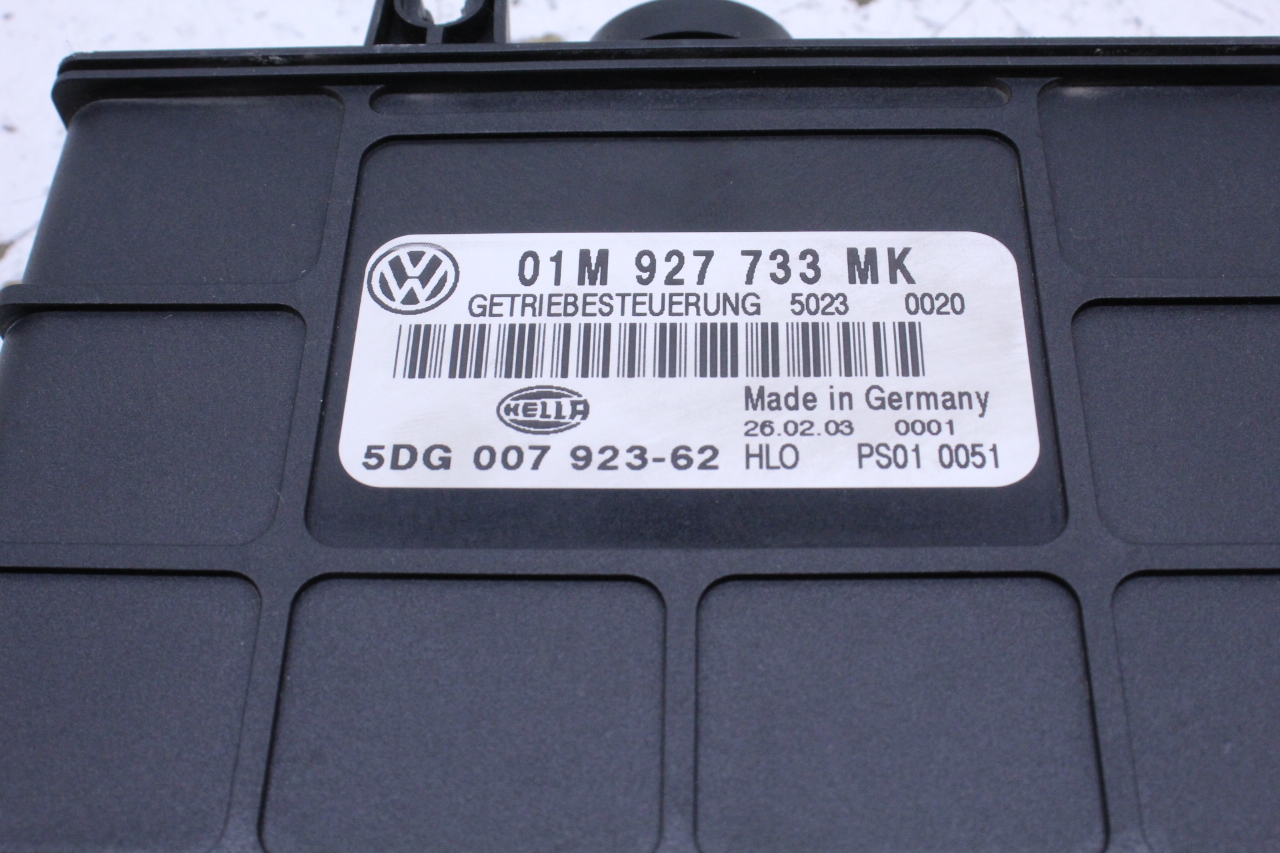 01M 927 733 MK
GETRIEBESTEUERUNG 5023 0020
HELLA
Made in Germany
26.02.03 0001
5DG 007 923-62 HLO PS01 0051